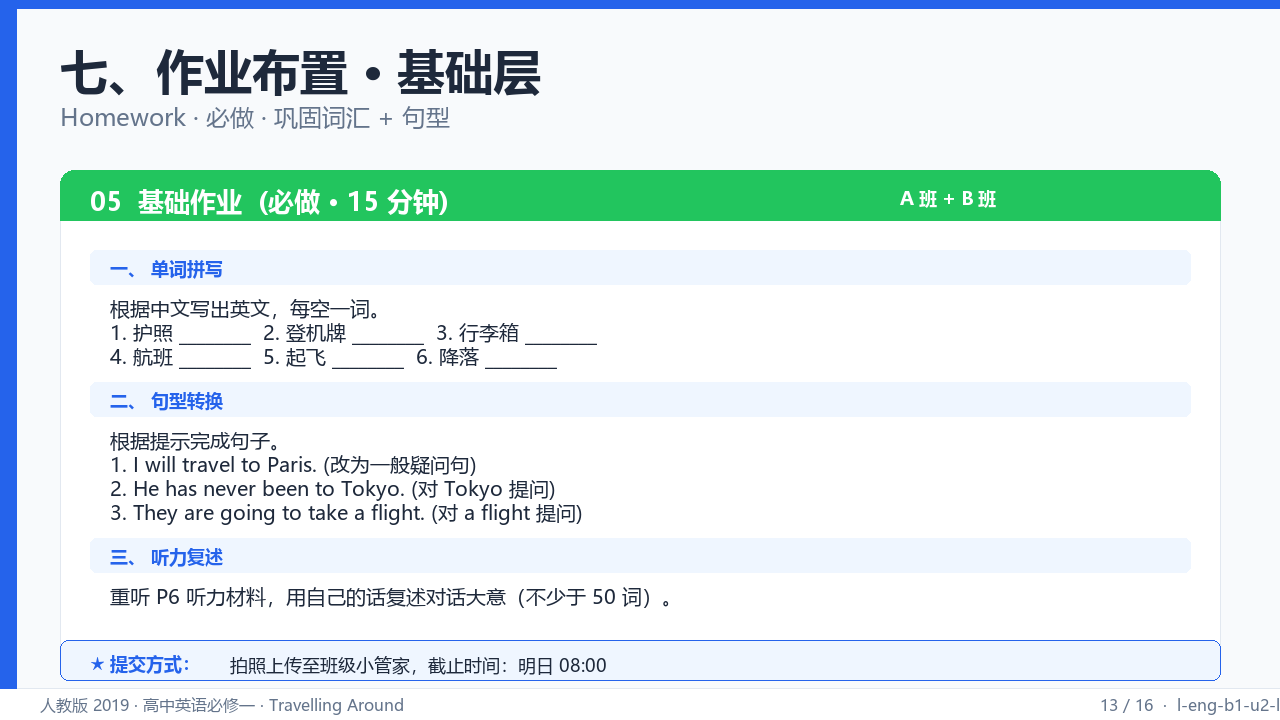 七、作业布置 • 基础层
Homework · 必做 · 巩固词汇 + 句型
05 基础作业 (必做 • 15 分钟)
A 班 + B 班
一、 单词拼写
根据中文写出英文，每空一词。
1. 护照 _______ 2. 登机牌 _______ 3. 行李箱 _______
4. 航班 _______ 5. 起飞 _______ 6. 降落 _______
二、 句型转换
根据提示完成句子。
1. I will travel to Paris. (改为一般疑问句)
2. He has never been to Tokyo. (对 Tokyo 提问)
3. They are going to take a flight. (对 a flight 提问)
三、 听力复述
重听 P6 听力材料，用自己的话复述对话大意（不少于 50 词）。
★ 提交方式： 拍照上传至班级小管家，截止时间：明日 08:00
人教版 2019 · 高中英语必修一 · Travelling Around
13 / 16 · l-eng-b1-u2-l